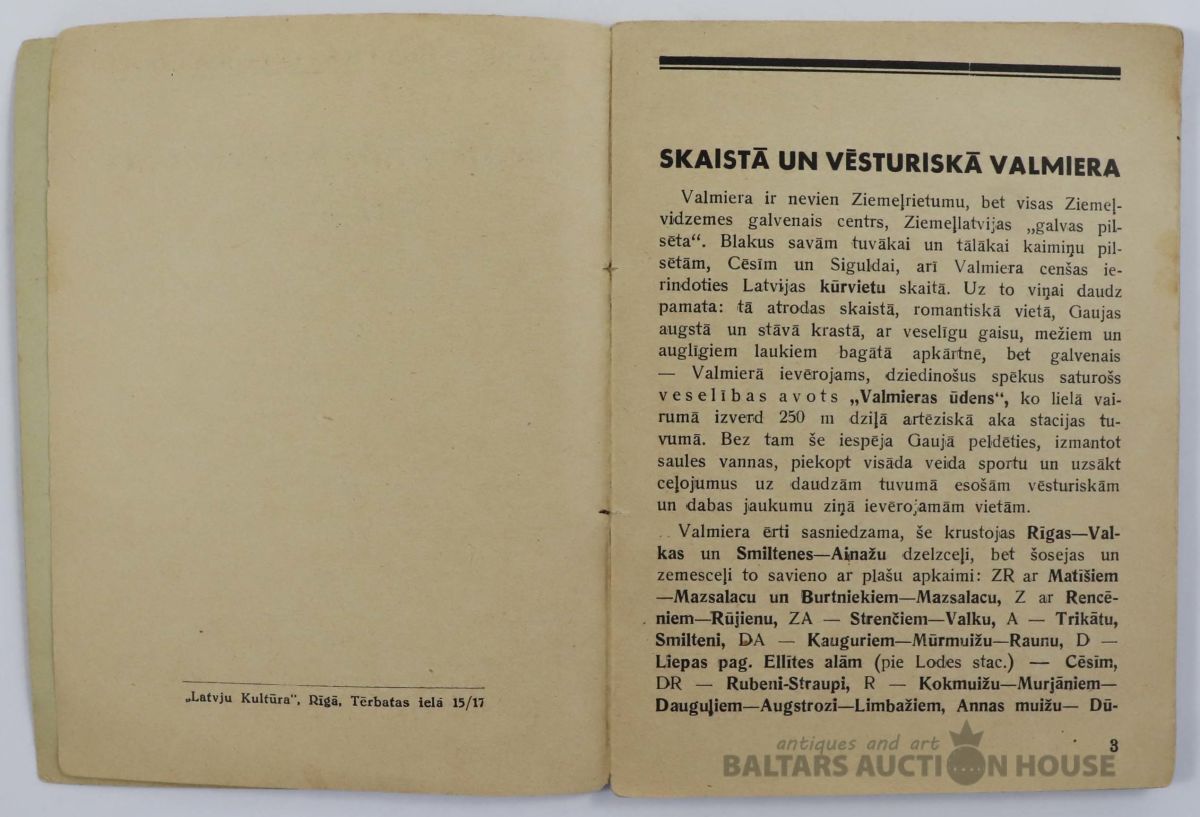 „Latvju Kultūra", Rīgā, Tērbatas ielā 15/17
SKAISTĀ UN VĒSTURISKĀ VALMIERA
Valmiera ir nevien Ziemeļrietumu, bet visas Ziemeļ-
vidzemes galvenais centrs, Ziemeļlatvijas „galvas pil-
sēta“. Blakus savām tuvākai un tālākai kaimiņu pil-
sētām, Cēsīm un Siguldai, arī Valmiera cenšas ie-
rindoties Latvijas kūrvietu skaitā. Uz to viņai daudz
pamata: tā atrodas skaistā, romantiskā vietā, Gaujas
augstā un stāvā krastā, ar veselīgu gaisu, mežiem un
auglīgiem laukiem bagātā apkārtnē, bet galvenais
— Valmierā ievērojams, dziedinošus spēkus saturošs
veselības avots „Valmieras ūdens“, ko lielā vai-
rumā izverd 250 m dziļā artēziskā aka stacijas tu-
vumā. Bez tam še iespēja Gaujā peldēties, izmantot
saules vannas, piekopt visāda veida sportu un uzsākt
ceļojumus uz daudzām tuvumā esošām vēsturiskām
un dabas jaukumu ziņā ievērojamām vietām.
Valmiera ērti sasniedzama, še krustojas Rīgas—Val-
kas un Smiltenes—Ainažu dzelzceļi, bet šosejas un
zemesceļi to savieno ar plašu apkaimi: ZR ar Matīšiem
—Mazsalacu un Burtniekiem—Mazsalacu, Z ar Rencē-
niem—Rūjienu, ZA — Strenčiem—Valku, A — Trikātu,
Smilteni, DA — Kauguriem—Mūrmuižu—Raunu, D —
Liepas pag. Ellītes alām (pie Lodes stac.) — Cēsīm,
DR — Rubeni-Straupi, R — Kokmuižu—Murjāniem—
Dauguļiem—Augstrozi—Limbažiem, Annas muižu— Dū-
3
antiques and art
BALTARS AUCTION HOUSE